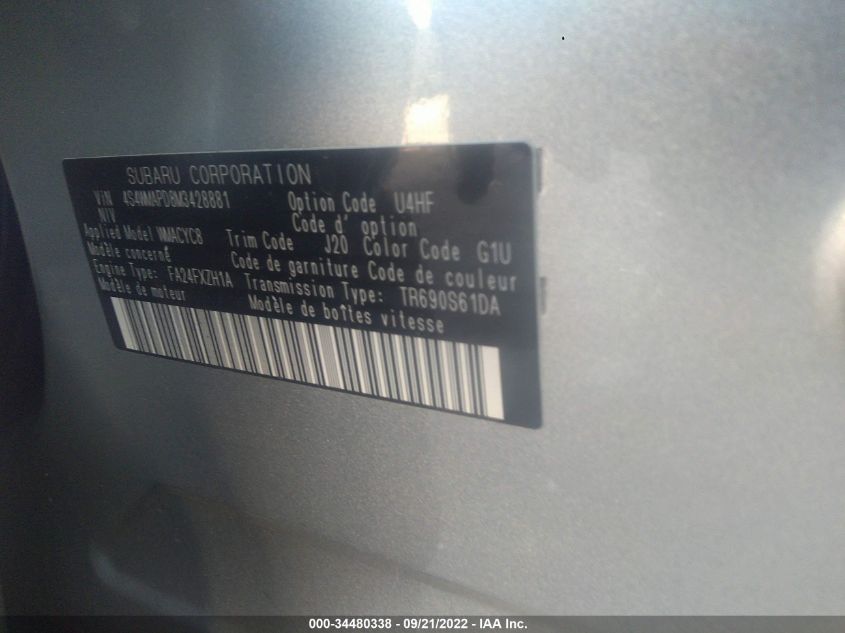 SUBARU CORPORATION
VIN 4S4WMAPD8M3428881 Option Code U4HF
NIV Code d'option
Applied Model WMACYC8 Trim Code J20 Color Code G1U
Modèle concerné Code de garniture Code de couleur
Engine Type: FA24FXZH1A Transmission Type: TR690S61DA
Modèle de moteur Modèle de boîtes vitesse
000-34480338 - 09/21/2022 - IAA Inc.